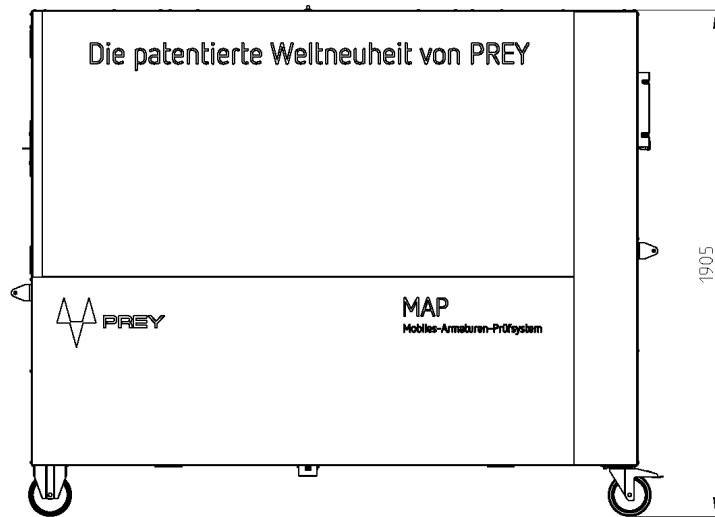 Die patentierte Weltneuheit von PREY
1905
PREY
MAP
Mobiles-Armaturen-Prüfsystem